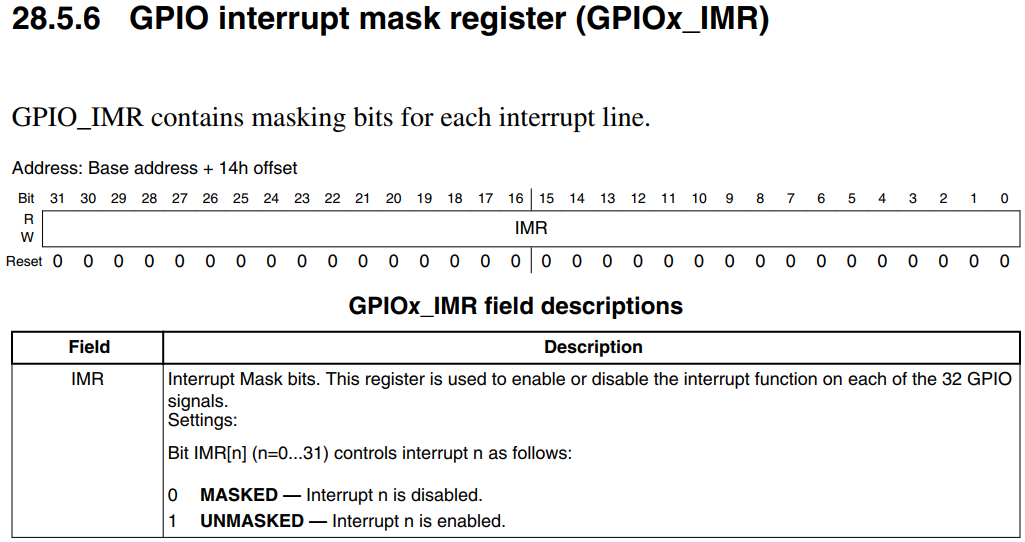 28.5.6 GPIO interrupt mask register (GPIOx_IMR)
GPIO_IMR contains masking bits for each interrupt line.
Address: Base address + 14h offset
Bit 31 30 29 28 27 26 25 24 23 22 21 20 19 18 17 16 15 14 13 12 11 10 9 8 7 6 5 4 3 2 1 0
R
IMR
W
Reset 0 0 0 0 0 0 0 0 0 0 0 0 0 0 0 0 0 0 0 0 0 0 0 0 0 0 0 0 0 0 0 0
GPIOx_IMR field descriptions
Field Description
IMR Interrupt Mask bits. This register is used to enable or disable the interrupt function on each of the 32 GPIO
signals.
Settings:
Bit IMR[n] (n=0...31) controls interrupt n as follows:
0 MASKED — Interrupt n is disabled.
1 UNMASKED — Interrupt n is enabled.